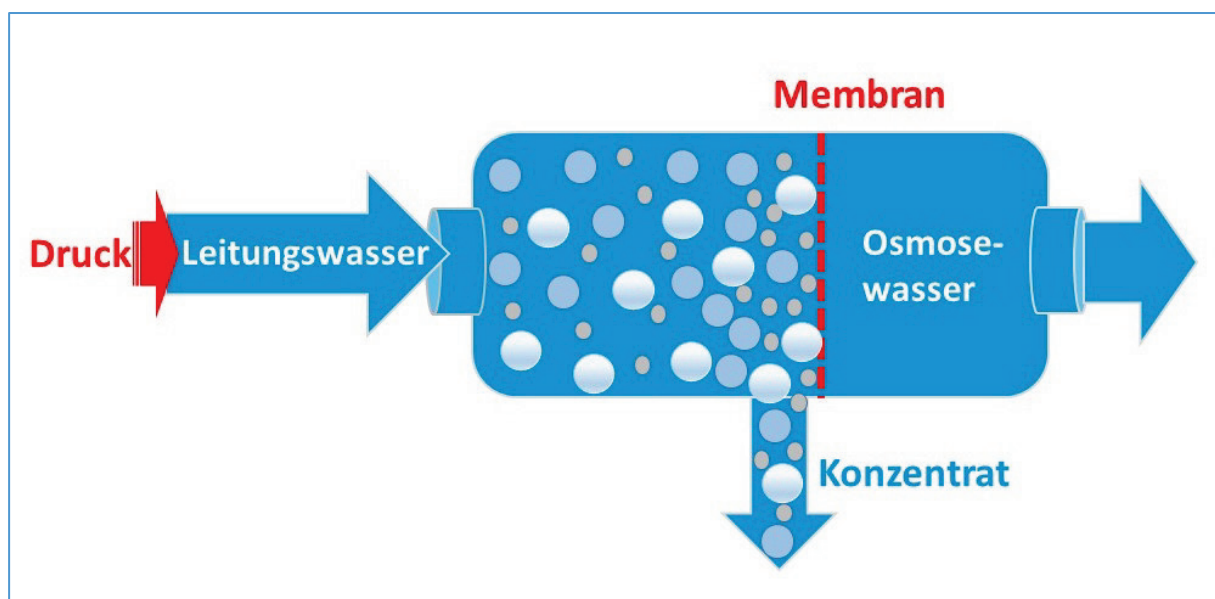 Membran
Druck
Leitungswasser
Osmose-
wasser
Konzentrat